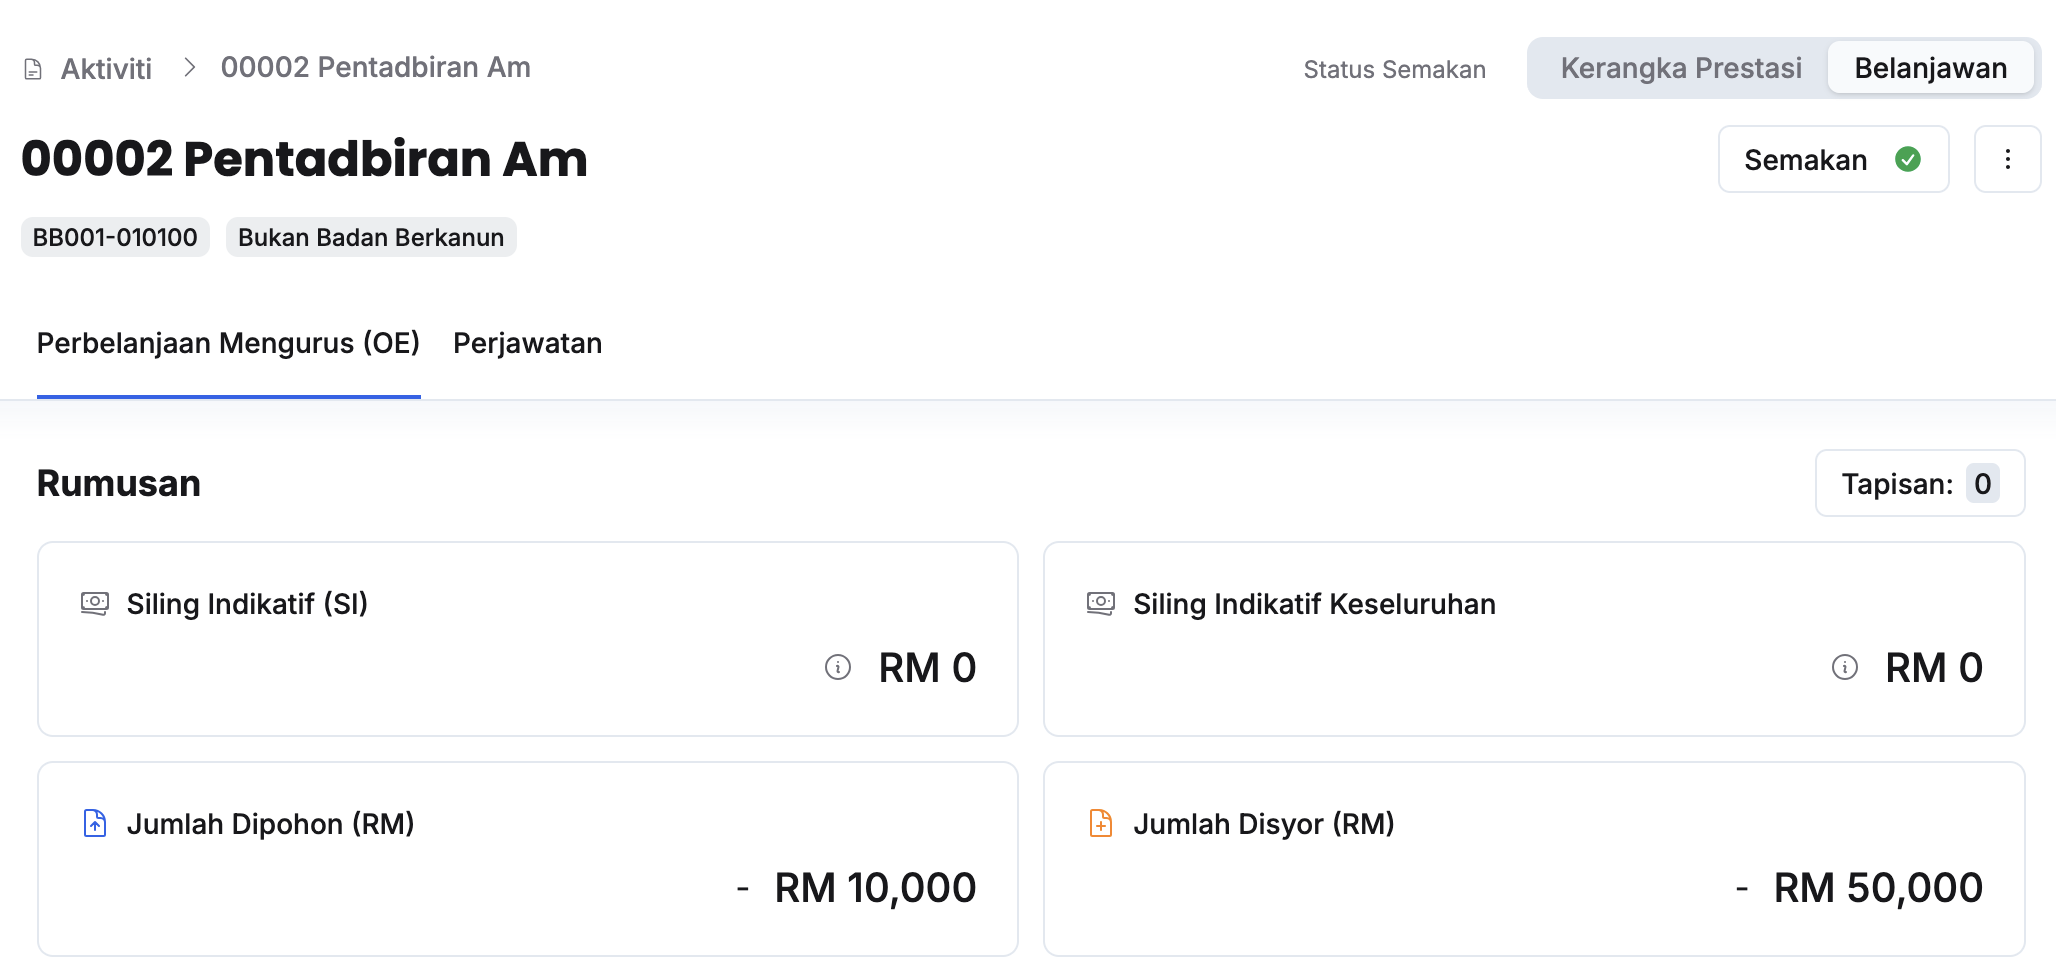 Aktiviti > 00002 Pentadbiran Am
Status Semakan Kerangka Prestasi Belanjawan
00002 Pentadbiran Am
Semakan
BB001-010100 Bukan Badan Berkanun
Perbelanjaan Mengurus (OE) Perjawatan
Rumusan
Tapisan: 0
Siling Indikatif (SI)
RM 0
Siling Indikatif Keseluruhan
RM 0
Jumlah Dipohon (RM)
- RM 10,000
Jumlah Disyor (RM)
- RM 50,000